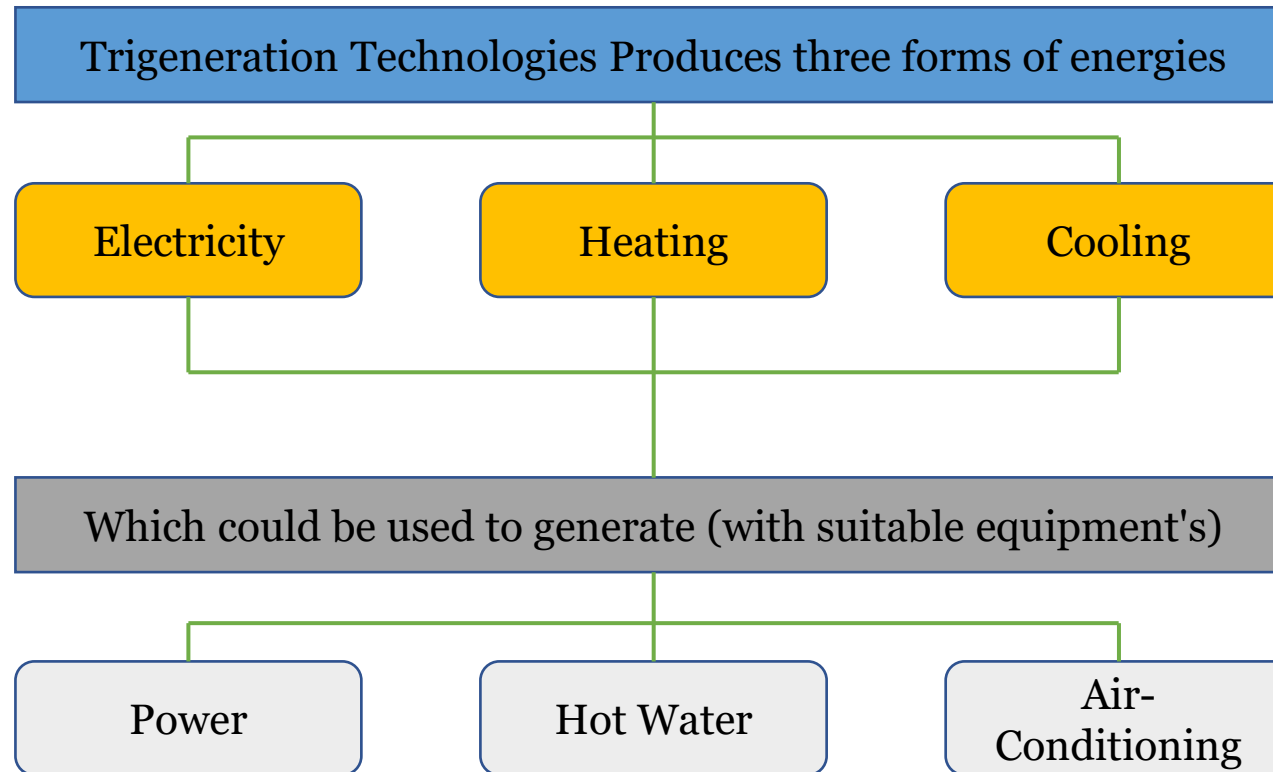 Trigeneration Technologies Produces three forms of energies
Electricity
Heating
Cooling
Which could be used to generate (with suitable equipment's)
Power
Hot Water
Air-
Conditioning